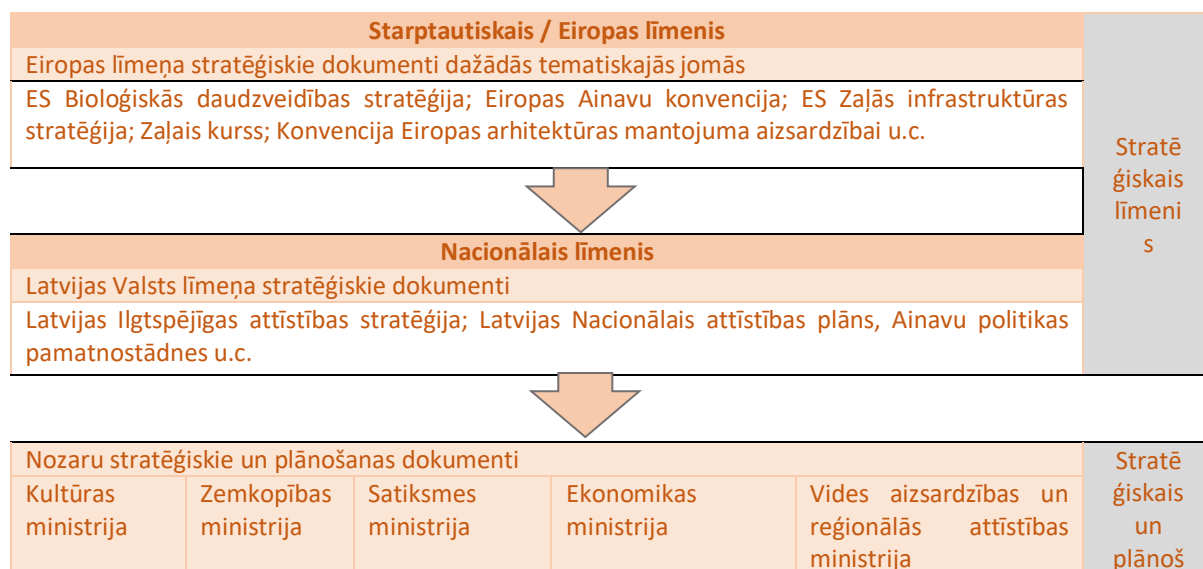 Starptautiskais / Eiropas līmenis
Eiropas līmeņa stratēģiskie dokumenti dažādās tematiskajās jomās
ES Bioloģiskās daudzveidības stratēģija; Eiropas Ainavu konvencija; ES Zaļās infrastruktūras
stratēģija; Zaļais kurss; Konvencija Eiropas arhitektūras mantojuma aizsardzībai u.c.
Nacionālais līmenis
Latvijas Valsts līmeņa stratēģiskie dokumenti
Latvijas Ilgtspējīgas attīstības stratēģija; Latvijas Nacionālais attīstības plāns, Ainavu politikas
pamatnostādnes u.c.
Stratē
ģiskais
līmeni
s
Nozaru stratēģiskie un plānošanas dokumenti
Kultūras
ministrija
Zemkopības
ministrija
Satiksmes
ministrija
Ekonomikas
ministrija
Vides aizsardzības un
reģionālās attīstības
ministrija
Stratē
ģiskais
un
plānoš